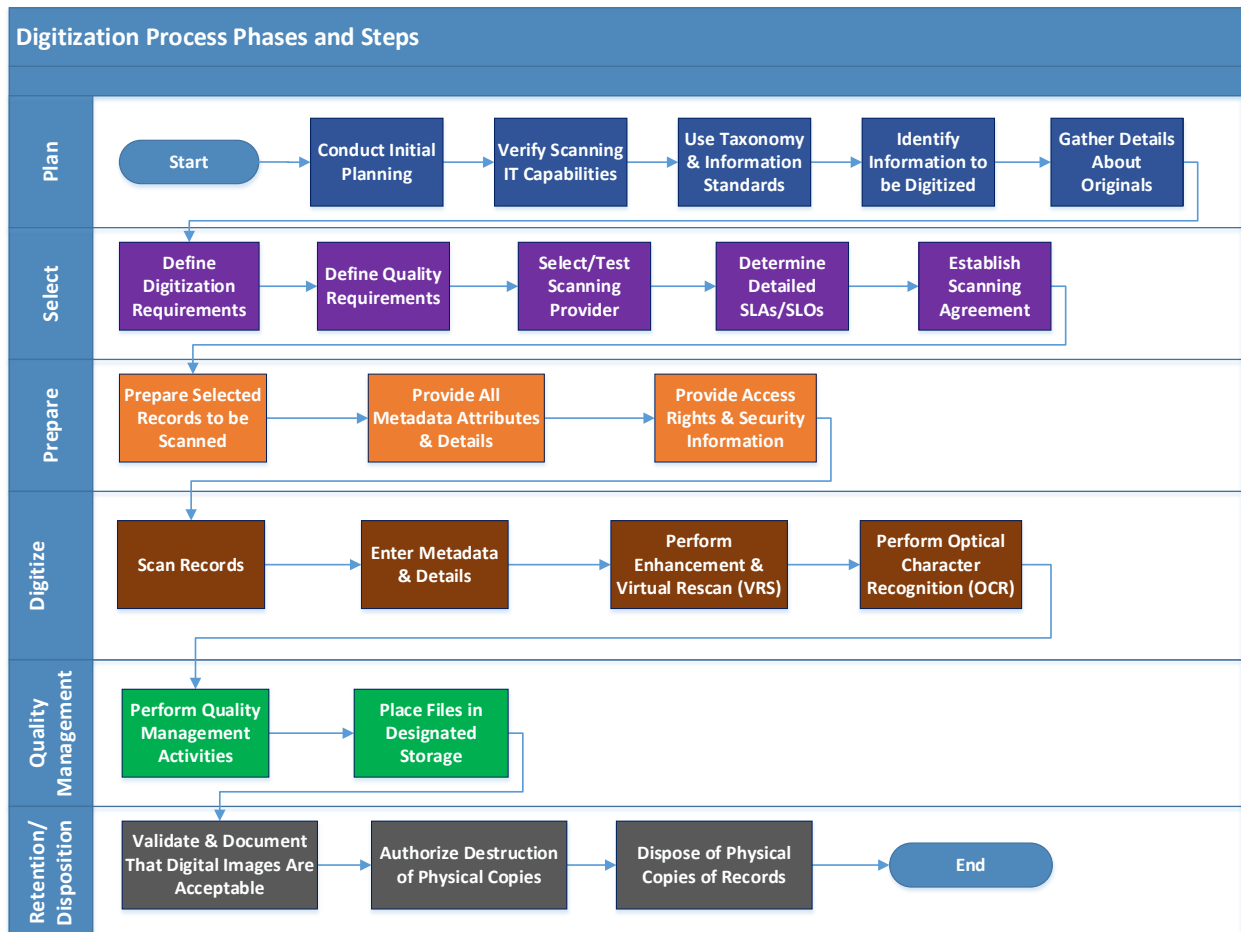 Digitization Process Phases and Steps
Plan
Start
Conduct Initial
Planning
Verify Scanning
IT Capabilities
Use Taxonomy
& Information
Standards
Identify
Information to
be Digitized
Gather Details
About
Originals
Select
Define
Digitization
Requirements
Define Quality
Requirements
Select/Test
Scanning
Provider
Determine
Detailed
SLAs/SLOs
Establish
Scanning
Agreement
Prepare
Prepare Selected
Records to be
Scanned
Provide All
Metadata Attributes
& Details
Provide Access
Rights & Security
Information
Digitize
Scan Records
Enter Metadata
& Details
Perform
Enhancement &
Virtual Rescan (VRS)
Perform Optical
Character
Recognition (OCR)
Quality
Management
Perform Quality
Management
Activities
Place Files in
Designated
Storage
Retention/
Disposition
Validate & Document
That Digital Images Are
Acceptable
Authorize Destruction
of Physical Copies
Dispose of Physical
Copies of Records
End